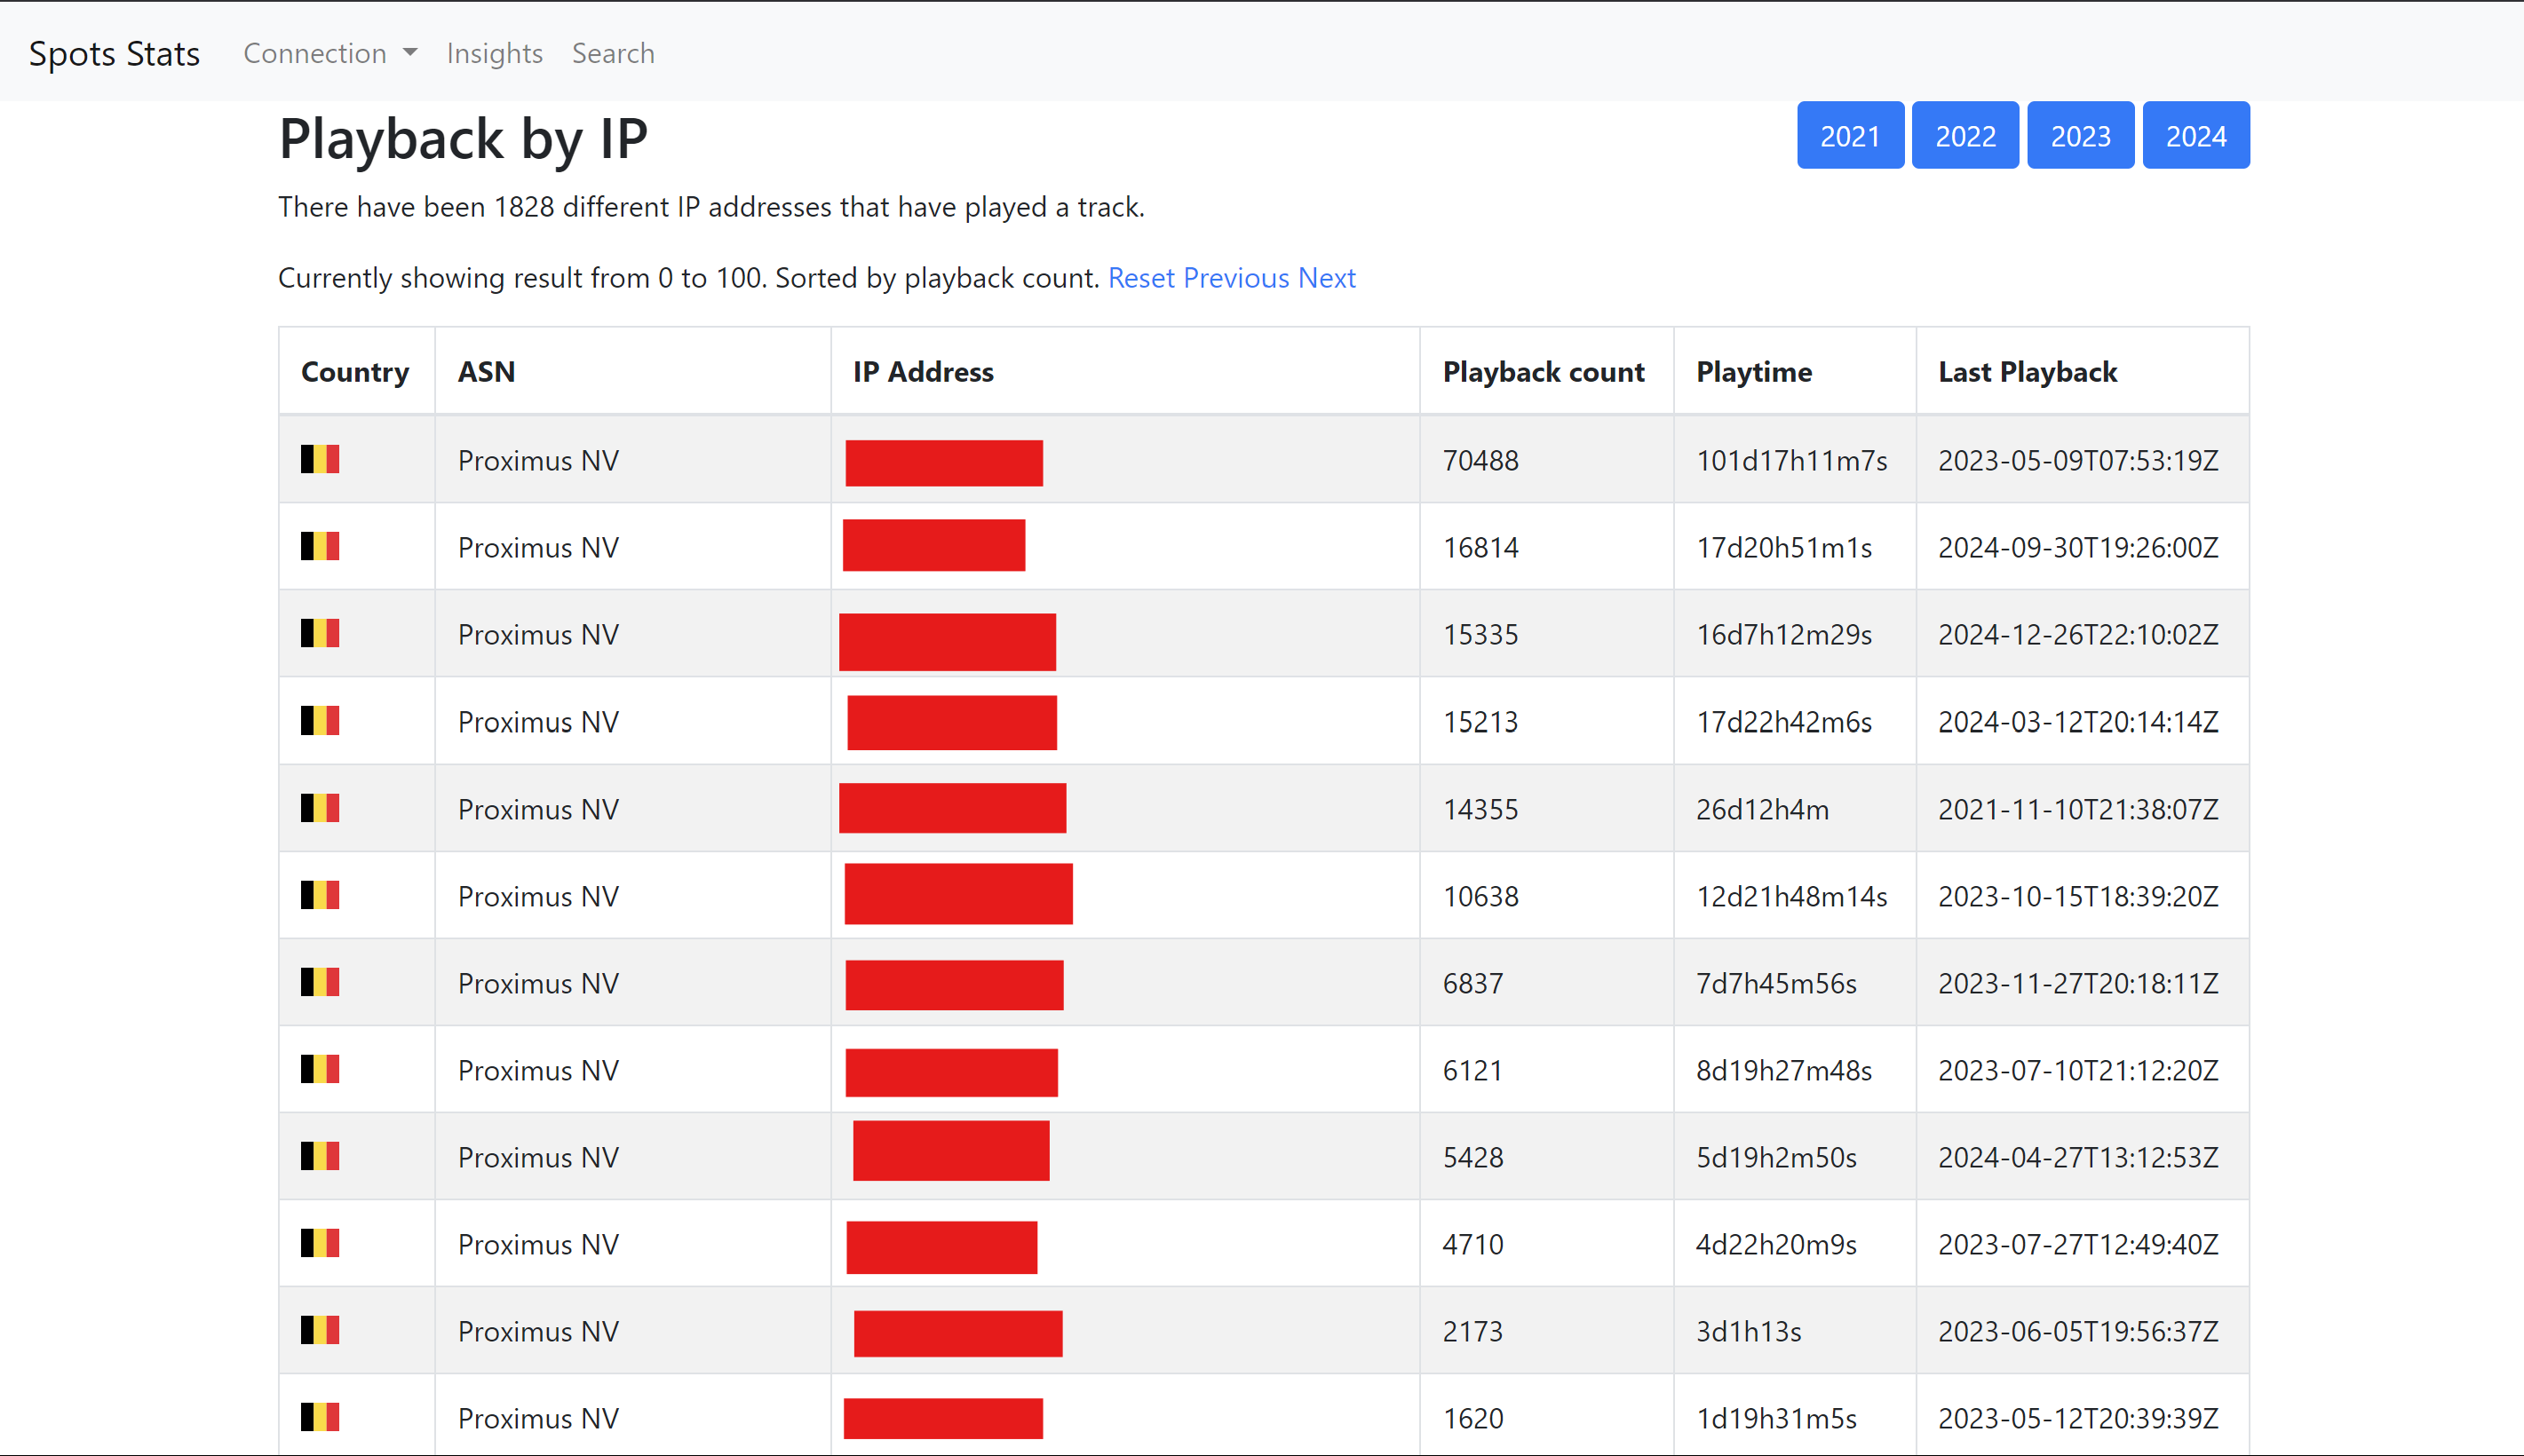 Spots Stats Connection Insights Search
Playback by IP 2021 2022 2023 2024
There have been 1828 different IP addresses that have played a track.
Currently showing result from 0 to 100. Sorted by playback count. Reset Previous Next
Country ASN IP Address Playback count Playtime Last Playback
Proximus NV 70488 101d17h11m7s 2023-05-09T07:53:19Z
Proximus NV 16814 17d20h51m1s 2024-09-30T19:26:00Z
Proximus NV 15335 16d7h12m29s 2024-12-26T22:10:02Z
Proximus NV 15213 17d22h42m6s 2024-03-12T20:14:14Z
Proximus NV 14355 26d12h4m 2021-11-10T21:38:07Z
Proximus NV 10638 12d21h48m14s 2023-10-15T18:39:20Z
Proximus NV 6837 7d7h45m56s 2023-11-27T20:18:11Z
Proximus NV 6121 8d19h27m48s 2023-07-10T21:12:20Z
Proximus NV 5428 5d19h2m50s 2024-04-27T13:12:53Z
Proximus NV 4710 4d22h20m9s 2023-07-27T12:49:40Z
Proximus NV 2173 3d1h13s 2023-06-05T19:56:37Z
Proximus NV 1620 1d19h31m5s 2023-05-12T20:39:39Z